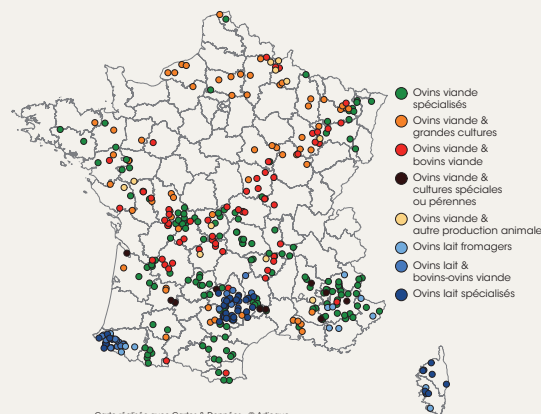 Ovins viande
spécialisés
Ovins viande &
grandes cultures
Ovins viande &
bovins viande
Ovins viande &
cultures spéciales
ou pérennes
Ovins viande &
autre production animale
Ovins lait fromagers
Ovins lait &
bovins-ovins viande
Ovins lait spécialisés